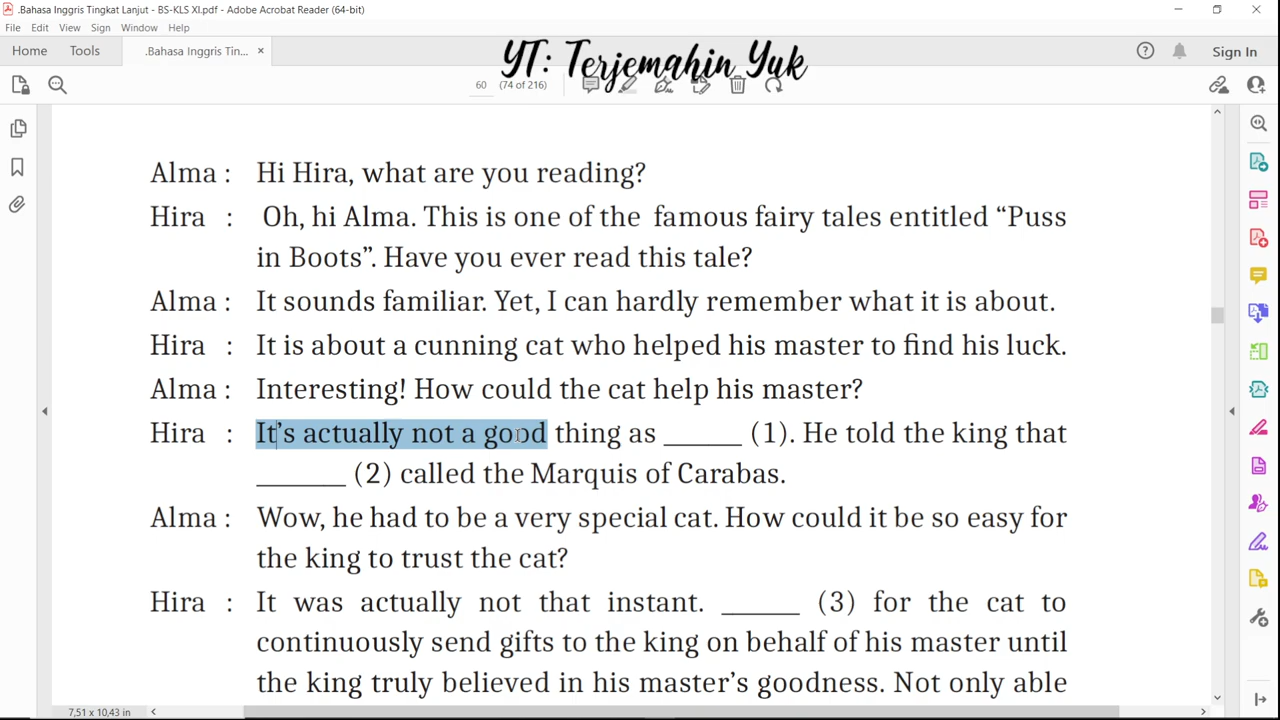 .Bahasa Inggris Tingkat Lanjut - BS-KLS XI.pdf - Adobe Acrobat Reader (64-bit)
File Edit View Sign Window Help
Home Tools .Bahasa Inggris Tin... × Sign In
YT: Terjemahin Yuk
60 (74 of 216)
Alma : Hi Hira, what are you reading?
Hira : Oh, hi Alma. This is one of the famous fairy tales entitled “Puss
in Boots”. Have you ever read this tale?
Alma : It sounds familiar. Yet, I can hardly remember what it is about.
Hira : It is about a cunning cat who helped his master to find his luck.
Alma : Interesting! How could the cat help his master?
Hira : It’s actually not a good thing as ______ (1). He told the king that
_______ (2) called the Marquis of Carabas.
Alma : Wow, he had to be a very special cat. How could it be so easy for
the king to trust the cat?
Hira : It was actually not that instant. ______ (3) for the cat to
continuously send gifts to the king on behalf of his master until
the king truly believed in his master’s goodness. Not only able
7,51 x 10,43 in